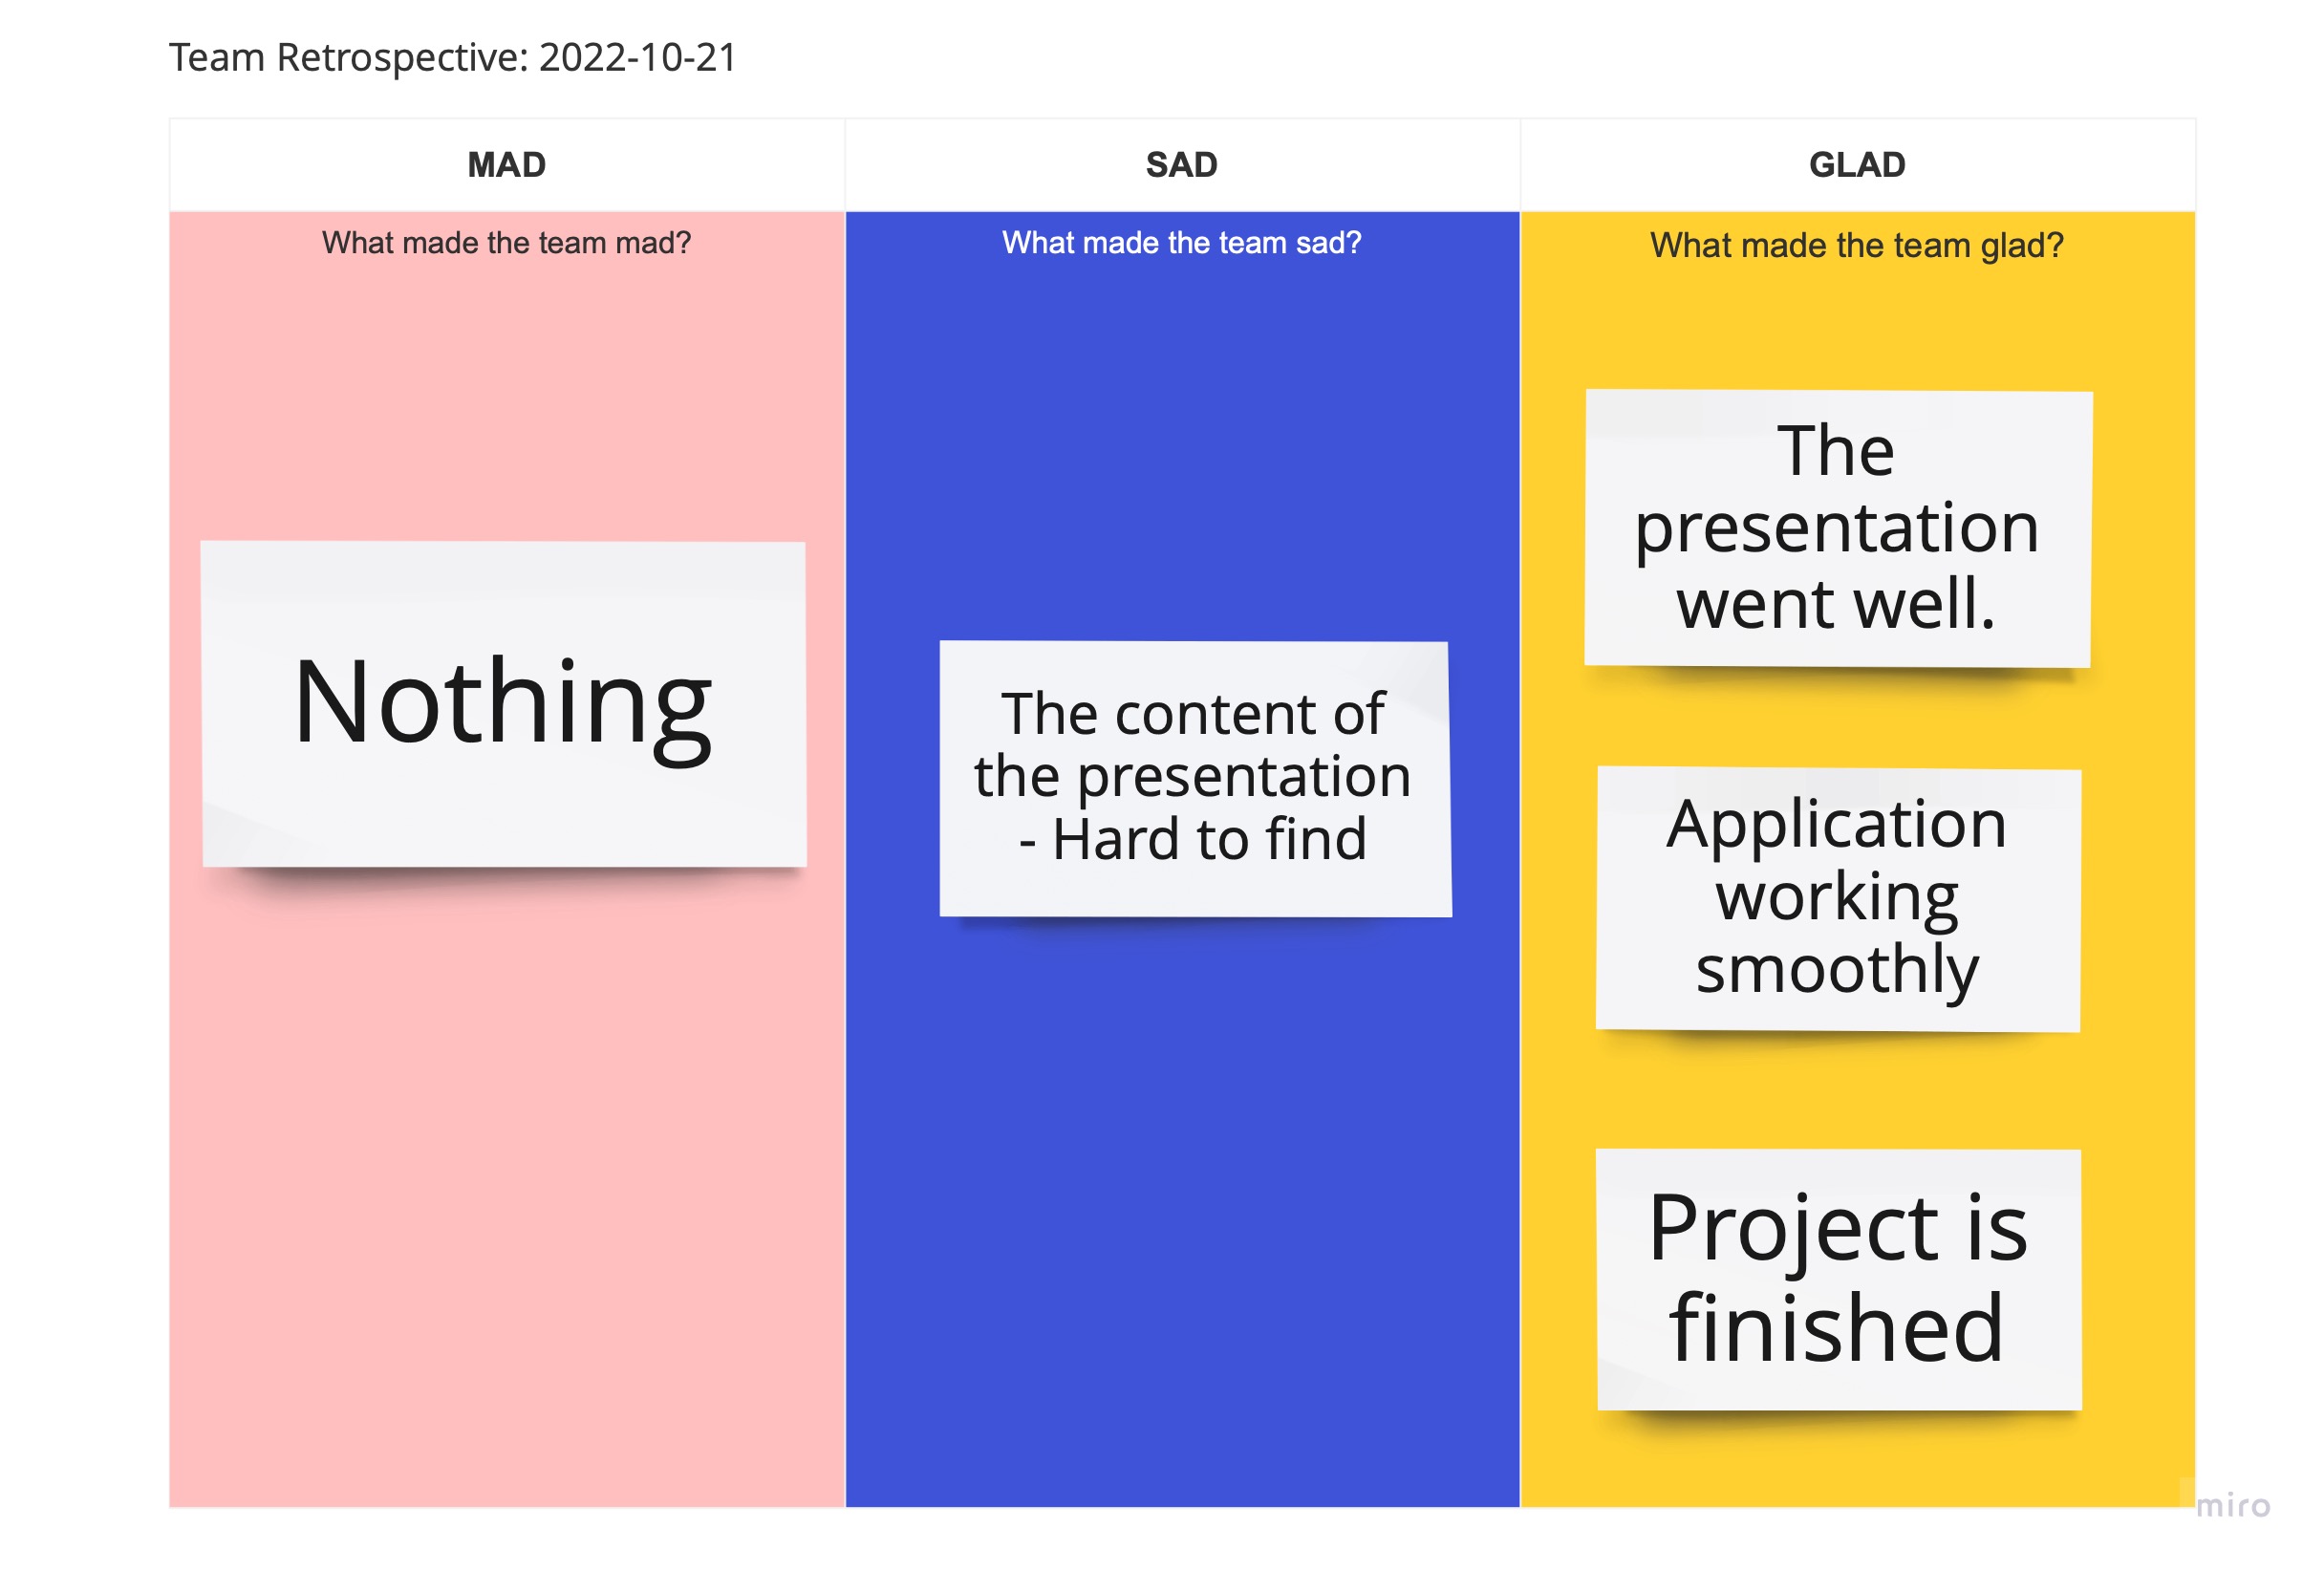 Team Retrospective: 2022-10-21
MAD
SAD
GLAD
What made the team mad?
What made the team sad?
What made the team glad?
Nothing
The content of
the presentation
- Hard to find
The
presentation
went well.
Application
working
smoothly
Project is
finished
miro